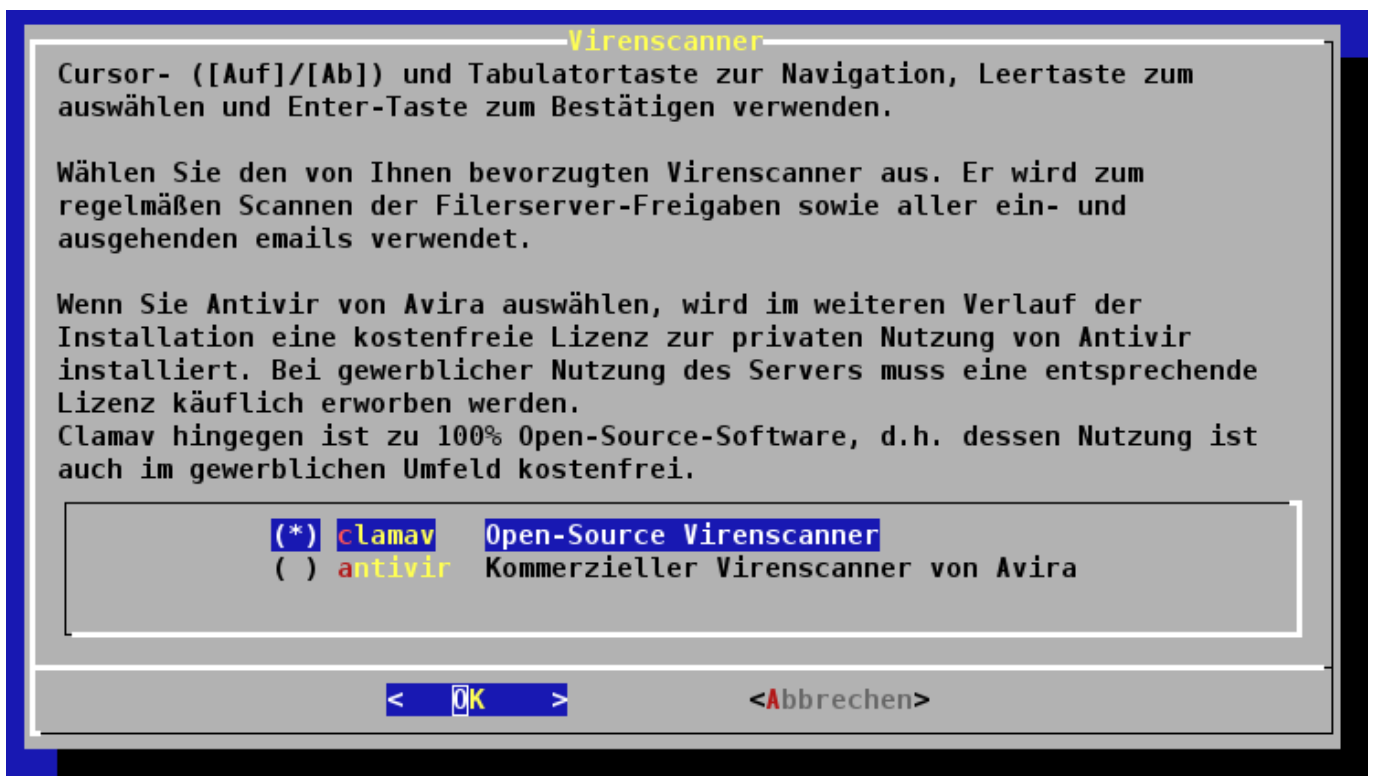 Virenscanner
Cursor- ([Auf]/[Ab]) und Tabulatortaste zur Navigation, Leertaste zum
auswählen und Enter-Taste zum Bestätigen verwenden.
Wählen Sie den von Ihnen bevorzugten Virenscanner aus. Er wird zum
regelmäßen Scannen der Filerserver-Freigaben sowie aller ein- und
ausgehenden emails verwendet.
Wenn Sie Antivir von Avira auswählen, wird im weiteren Verlauf der
Installation eine kostenfreie Lizenz zur privaten Nutzung von Antivir
installiert. Bei gewerblicher Nutzung des Servers muss eine entsprechende
Lizenz käuflich erworben werden.
Clamav hingegen ist zu 100% Open-Source-Software, d.h. dessen Nutzung ist
auch im gewerblichen Umfeld kostenfrei.
(*) clamav Open-Source Virenscanner
( ) antivir Kommerzieller Virenscanner von Avira
< OK > <Abbrechen>